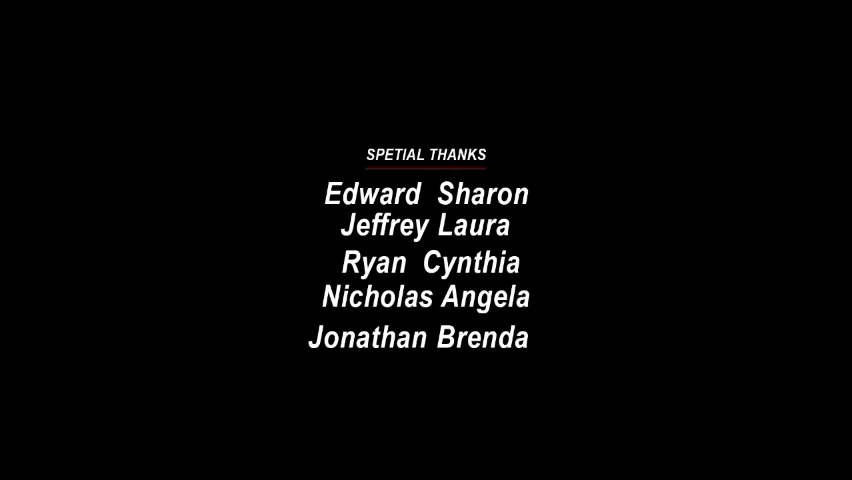 SPETIAL THANKS
Edward Sharon
Jeffrey Laura
Ryan Cynthia
Nicholas Angela
Jonathan Brenda